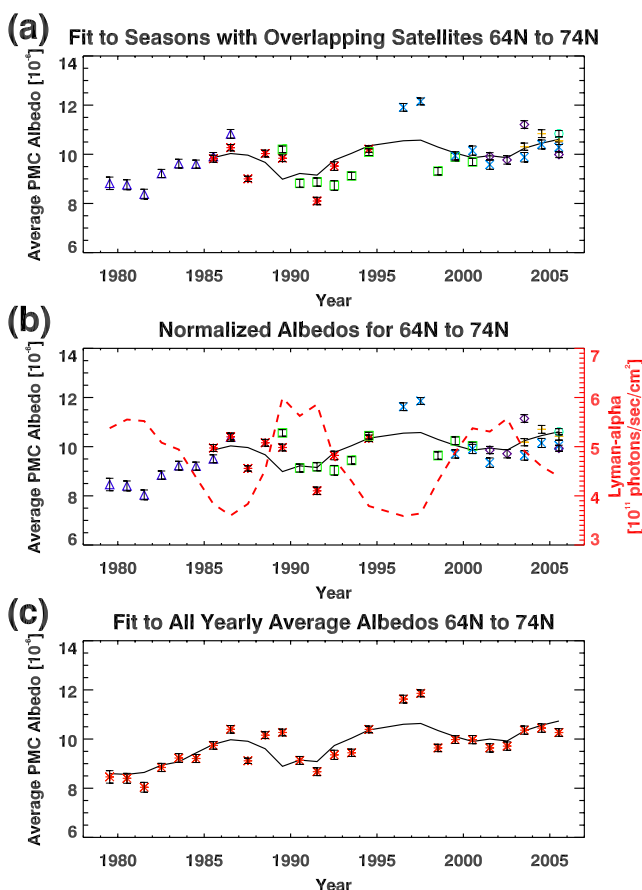 (a)
Fit to Seasons with Overlapping Satellites 64N to 74N
Average PMC Albedo [10⁻⁶]
14
12
10
8
6
1980 1985 1990 1995 2000 2005
Year
(b)
Normalized Albedos for 64N to 74N
Average PMC Albedo [10⁻⁶]
14
12
10
8
6
7
6
5
4
3
Lyman-alpha
[10¹¹ photons/sec/cm²]
1980 1985 1990 1995 2000 2005
Year
(c)
Fit to All Yearly Average Albedos 64N to 74N
Average PMC Albedo [10⁻⁶]
14
12
10
8
6
1980 1985 1990 1995 2000 2005
Year